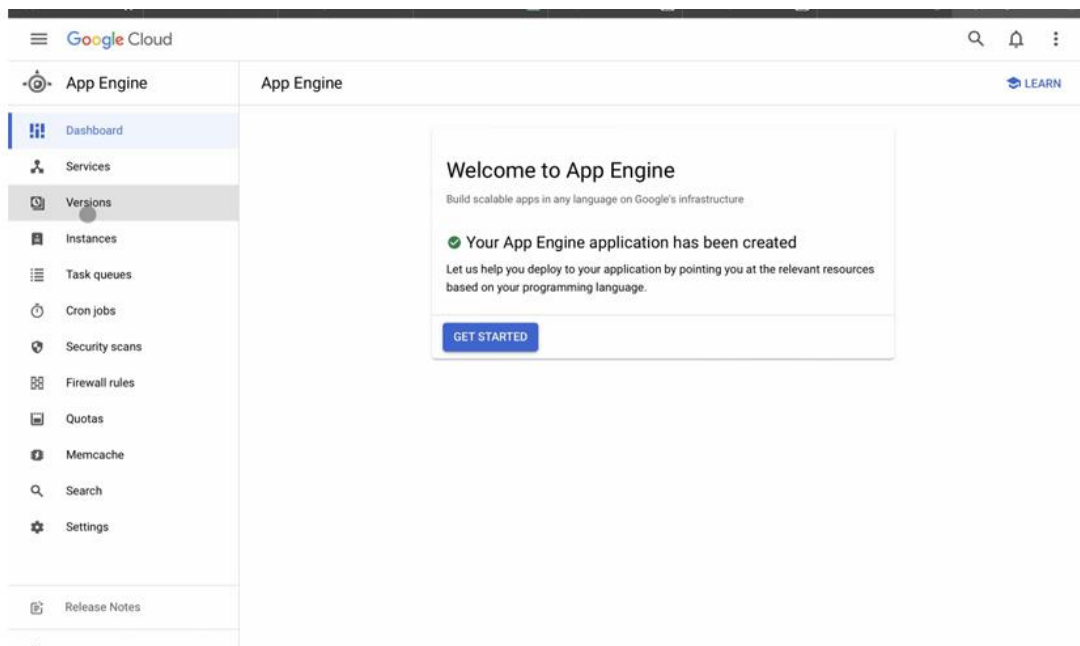 Google Cloud
App Engine
App Engine
LEARN
Dashboard
Services
Versions
Instances
Task queues
Cron jobs
Security scans
Firewall rules
Quotas
Memcache
Search
Settings
Release Notes
Welcome to App Engine
Build scalable apps in any language on Google's infrastructure
Your App Engine application has been created
Let us help you deploy to your application by pointing you at the relevant resources
based on your programming language.
GET STARTED